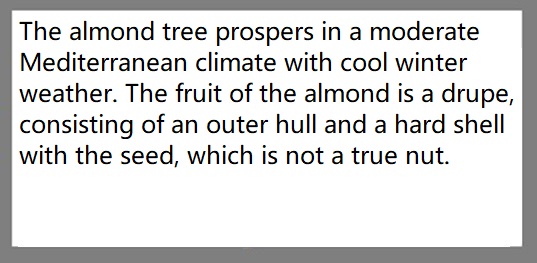 The almond tree prospers in a moderate
Mediterranean climate with cool winter
weather. The fruit of the almond is a drupe,
consisting of an outer hull and a hard shell
with the seed, which is not a true nut.